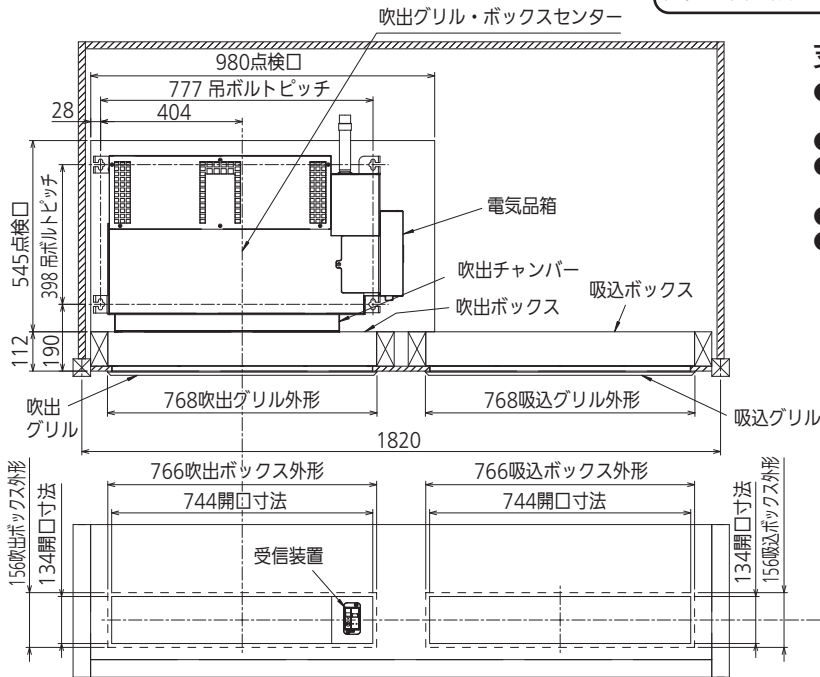 吹出グリル・ボックスセンター
980点検口
777 吊ボルトピッチ
28
404
545点検口
398 吊ボルトピッチ
電気品箱
吹出チャンバー
吹出ボックス
吸込ボックス
112
190
吹出
グリル
768吹出グリル外形
768吸込グリル外形
吸込グリル
1820
766吹出ボックス外形
766吸込ボックス外形
744開口寸法
744開口寸法
156吹出ボックス外形
134開口寸法
受信装置
134開口寸法
156吸込ボックス外形